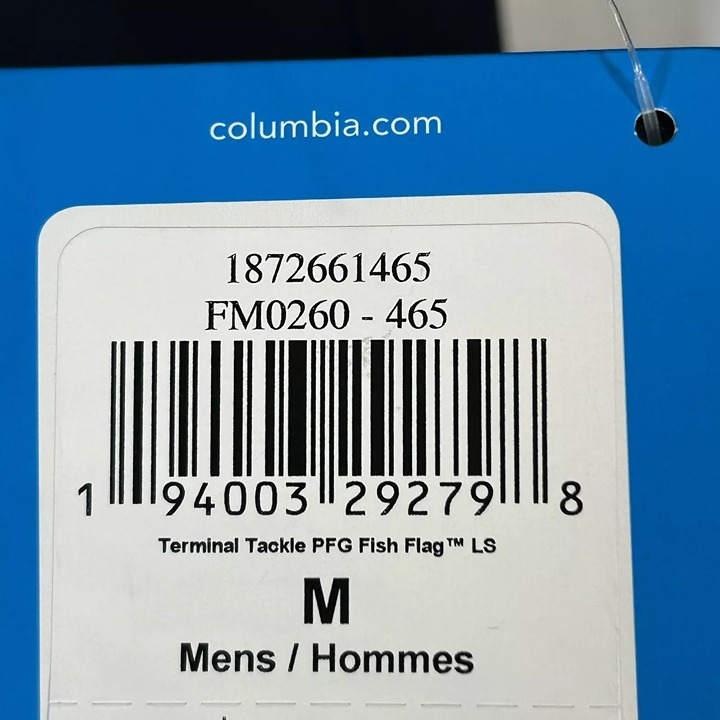 columbia.com
1872661465
FM0260 - 465
1 94003 29279 8
Terminal Tackle PFG Fish Flag™ LS
M
Mens / Hommes